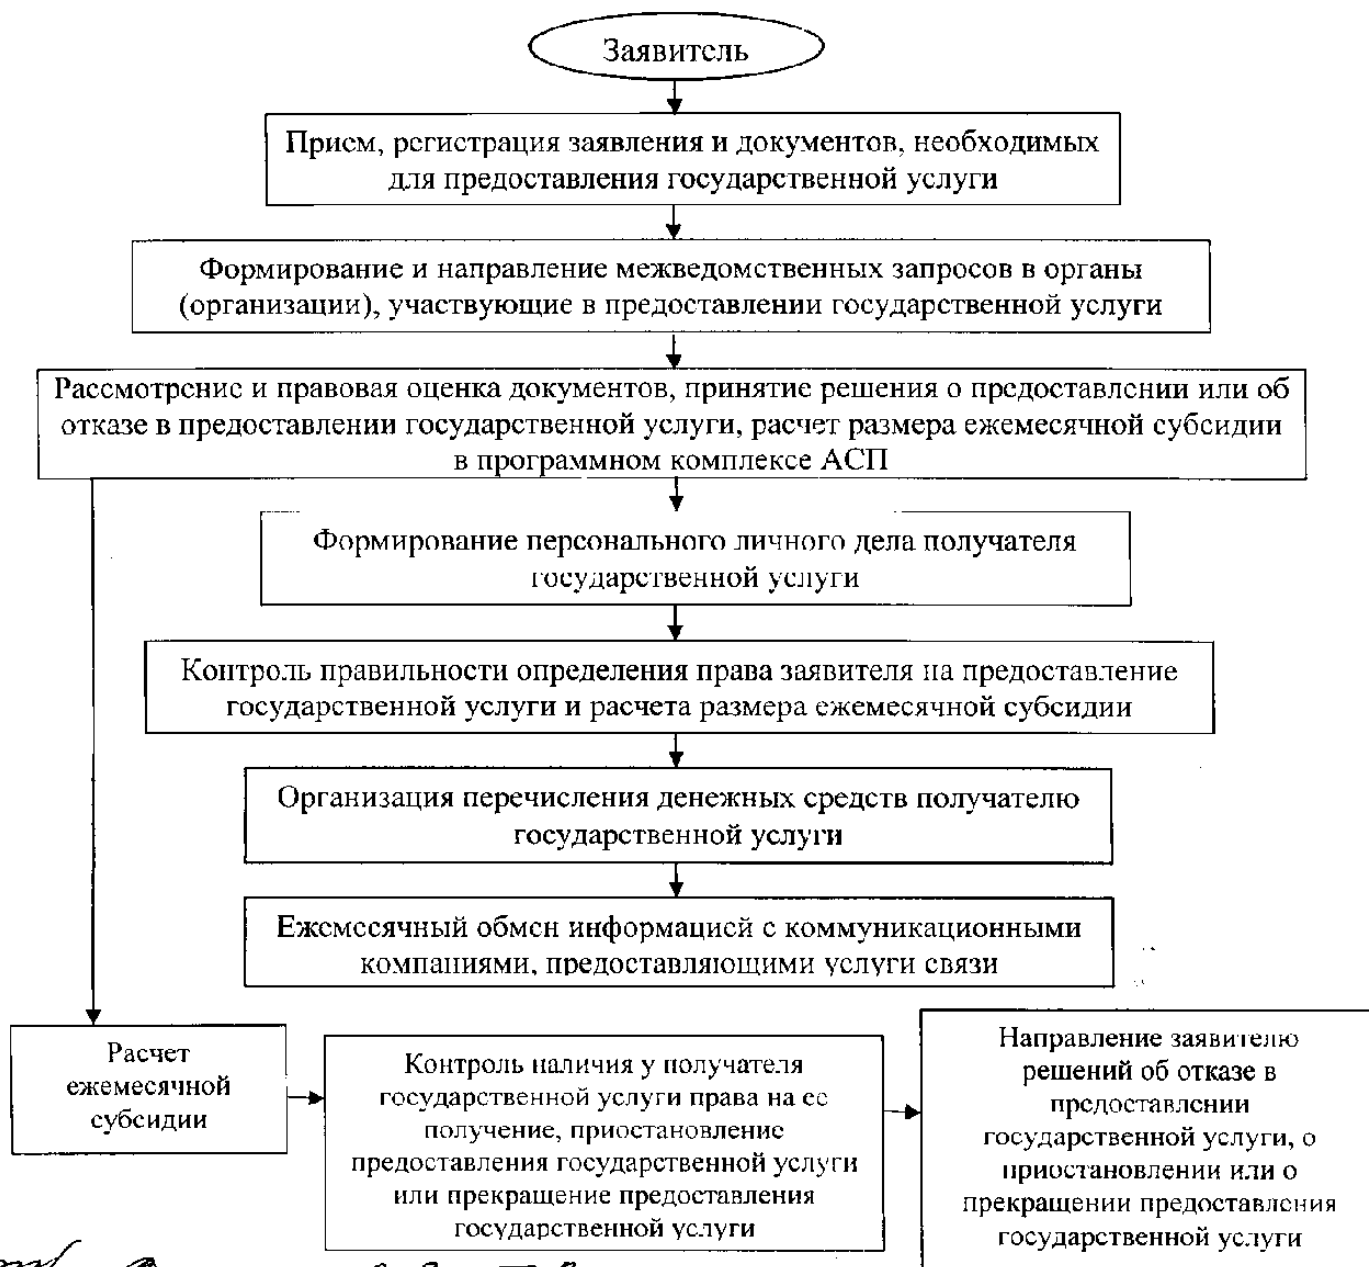 Заявитель
Прием, регистрация заявления и документов, необходимых
для предоставления государственной услуги
Формирование и направление межведомственных запросов в органы
(организации), участвующие в предоставлении государственной услуги
Рассмотрение и правовая оценка документов, принятие решения о предоставлении или об
отказе в предоставлении государственной услуги, расчет размера ежемесячной субсидии
в программном комплексе АСП
Формирование персонального личного дела получателя
государственной услуги
Контроль правильности определения права заявителя на предоставление
государственной услуги и расчета размера ежемесячной субсидии
Организация перечисления денежных средств получателю
государственной услуги
Ежемесячный обмен информацией с коммуникационными
компаниями, предоставляющими услуги связи
Расчет
ежемесячной
субсидии
Контроль наличия у получателя
государственной услуги права на ее
получение, приостановление
предоставления государственной услуги
или прекращение предоставления
государственной услуги
Направление заявителю
решений об отказе в
предоставлении
государственной услуги, о
приостановлении или о
прекращении предоставления
государственной услуги